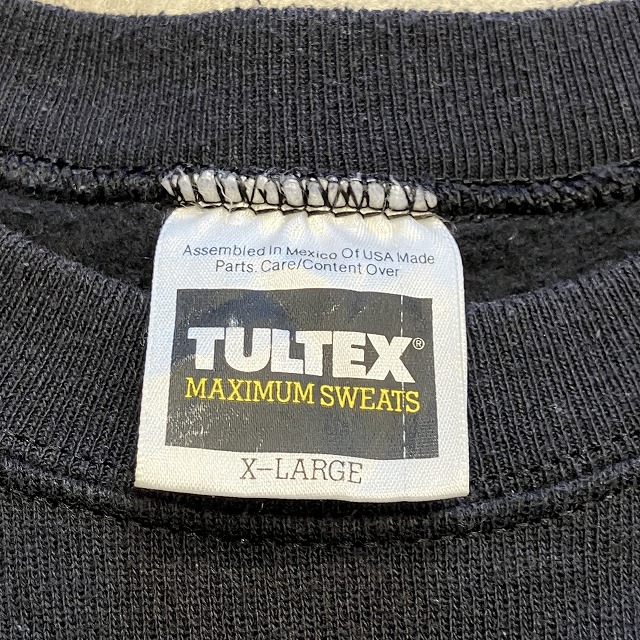 Assembled In Mexico Of USA Made
Parts. Care/Content Over
TULTEX®
MAXIMUM SWEATS
X-LARGE